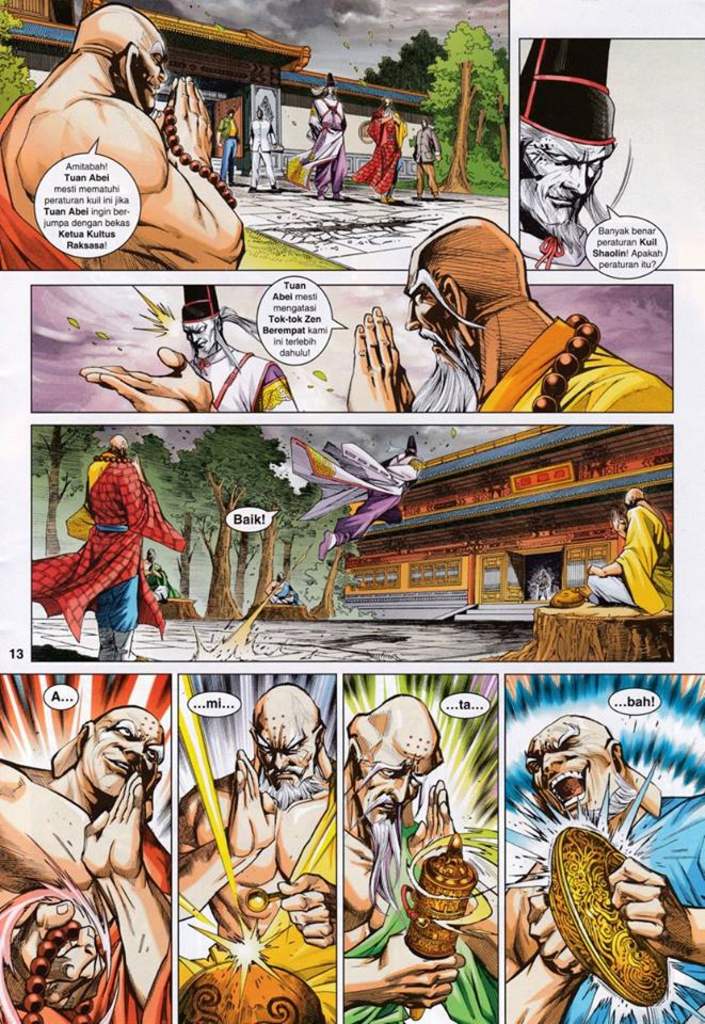 Amitabah!
Tuan Abei
mesti mematuhi
peraturan kuil ini jika
Tuan Abei ingin ber-
jumpa dengan bekas
Ketua Kultus
Raksasa!
Banyak benar
peraturan Kuil
Shaolin! Apakah
peraturan itu?
Tuan
Abei mesti
mengatasi
Tok-tok Zen
Berempat kami
ini terlebih
dahulu!
Baik!
13
A...
...mi...
...ta...
...bah!